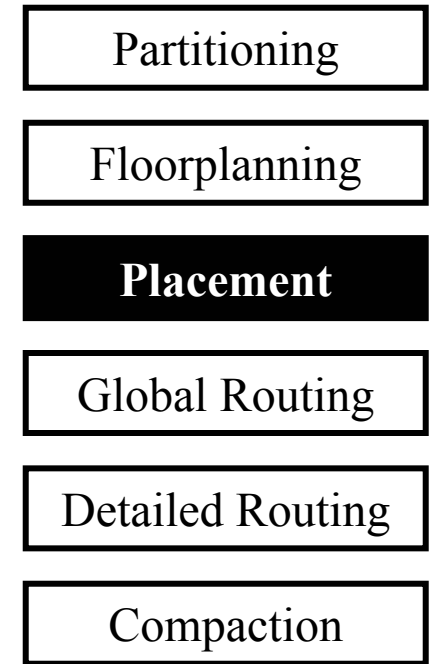 Partitioning
Floorplanning
Placement
Global Routing
Detailed Routing
Compaction